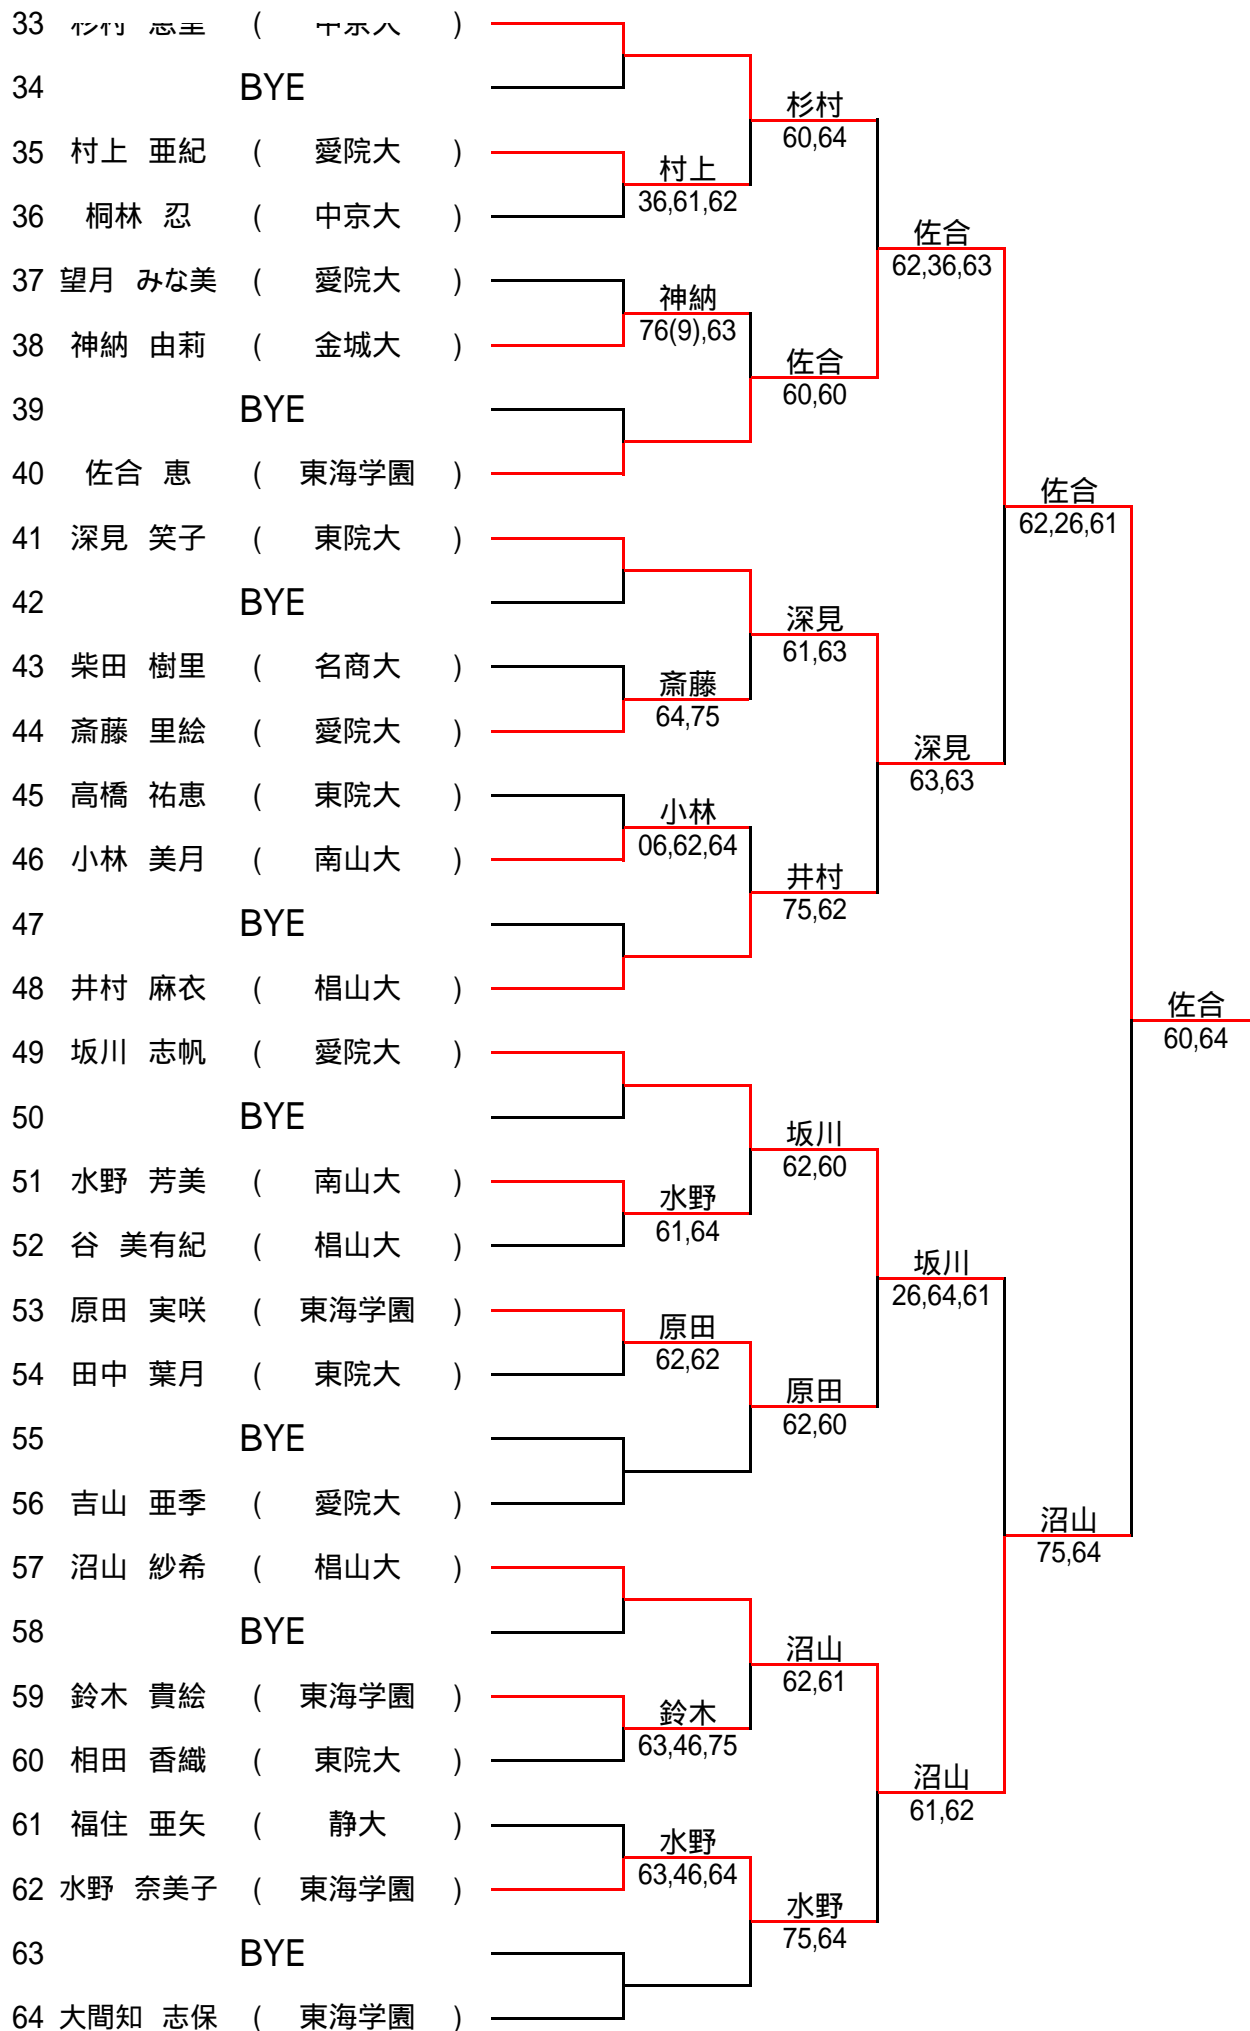 33 杉村 ( 中京大 )
34 BYE
杉村
60,64
35 村上 亜紀 ( 愛院大 )
村上
36,61,62
36 桐林 忍 ( 中京大 )
佐合
62,36,63
37 望月 みな美 ( 愛院大 )
神納
76(9),63
38 神納 由莉 ( 金城大 )
佐合
60,60
39 BYE
40 佐合 恵 ( 東海学園 )
佐合
62,26,61
41 深見 笑子 ( 東院大 )
42 BYE
深見
61,63
43 柴田 樹里 ( 名商大 )
斎藤
64,75
44 斎藤 里絵 ( 愛院大 )
深見
63,63
45 高橋 祐恵 ( 東院大 )
小林
06,62,64
46 小林 美月 ( 南山大 )
井村
75,62
47 BYE
48 井村 麻衣 ( 椙山大 )
佐合
60,64
49 坂川 志帆 ( 愛院大 )
50 BYE
坂川
62,60
51 水野 芳美 ( 南山大 )
水野
61,64
52 谷 美有紀 ( 椙山大 )
坂川
26,64,61
53 原田 実咲 ( 東海学園 )
原田
62,62
54 田中 葉月 ( 東院大 )
原田
62,60
55 BYE
56 吉山 亜季 ( 愛院大 )
沼山
75,64
57 沼山 紗希 ( 椙山大 )
58 BYE
沼山
62,61
59 鈴木 貴絵 ( 東海学園 )
鈴木
63,46,75
60 相田 香織 ( 東院大 )
沼山
61,62
61 福住 亜矢 ( 静大 )
水野
63,46,64
62 水野 奈美子 ( 東海学園 )
水野
75,64
63 BYE
64 大間知 志保 ( 東海学園 )